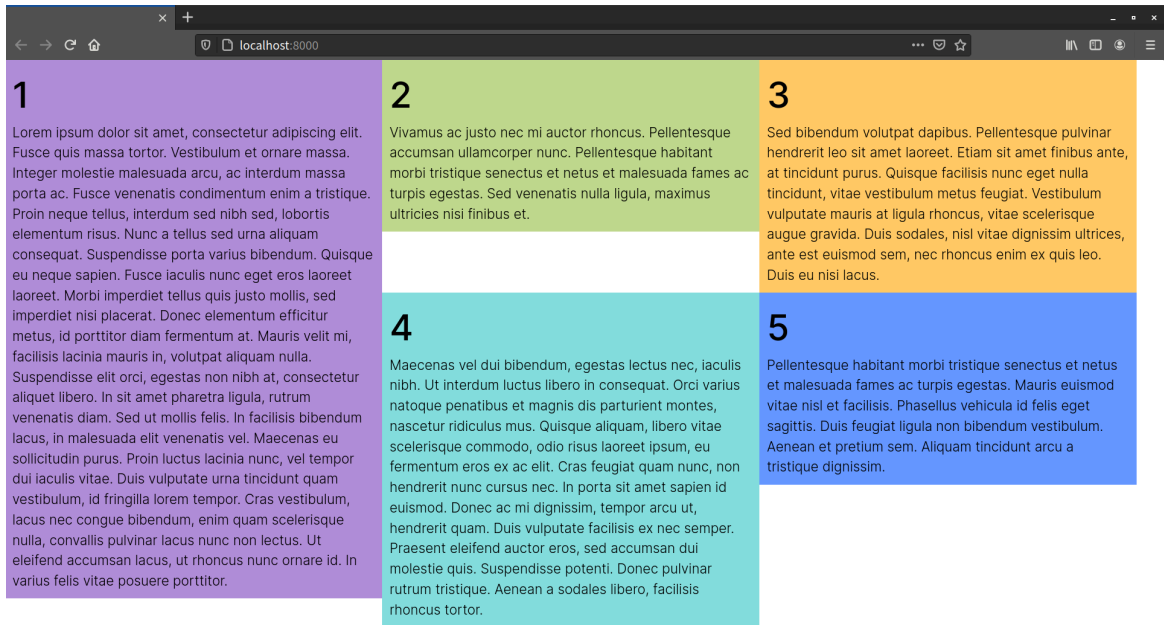 localhost:8000
1
Lorem ipsum dolor sit amet, consectetur adipiscing elit.
Fusce quis massa tortor. Vestibulum et ornare massa.
Integer molestie malesuada arcu, ac interdum massa
porta ac. Fusce venenatis condimentum enim a tristique.
Proin neque tellus, interdum sed nibh sed, lobortis
elementum risus. Nunc a tellus sed urna aliquam
consequat. Suspendisse porta varius bibendum. Quisque
eu neque sapien. Fusce iaculis nunc eget eros laoreet
laoreet. Morbi imperdiet tellus quis justo mollis, sed
imperdiet nisi placerat. Donec elementum efficitur
metus, id porttitor diam fermentum at. Mauris velit mi,
facilisis lacinia mauris in, volutpat aliquam nulla.
Suspendisse elit orci, egestas non nibh at, consectetur
aliquet libero. In sit amet pharetra ligula, rutrum
venenatis diam. Sed ut mollis felis. In facilisis bibendum
lacus, in malesuada elit venenatis vel. Maecenas eu
sollicitudin purus. Proin luctus lacinia nunc, vel tempor
dui iaculis vitae. Duis vulputate urna tincidunt quam
vestibulum, id fringilla lorem tempor. Cras vestibulum,
lacus nec congue bibendum, enim quam scelerisque
nulla, convallis pulvinar lacus nunc non lectus. Ut
eleifend accumsan lacus, ut rhoncus nunc ornare id. In
varius felis vitae posuere porttitor.
2
Vivamus ac justo nec mi auctor rhoncus. Pellentesque
accumsan ullamcorper nunc. Pellentesque habitant
morbi tristique senectus et netus et malesuada fames ac
turpis egestas. Sed venenatis nulla ligula, maximus
ultricies nisi finibus et.
3
Sed bibendum volutpat dapibus. Pellentesque pulvinar
hendrerit leo sit amet laoreet. Etiam sit amet finibus ante,
at tincidunt purus. Quisque facilisis nunc eget nulla
tincidunt, vitae vestibulum metus feugiat. Vestibulum
vulputate mauris at ligula rhoncus, vitae scelerisque
augue gravida. Duis sodales, nisl vitae dignissim ultrices,
ante est euismod sem, nec rhoncus enim ex quis leo.
Duis eu nisi lacus.
4
Maecenas vel dui bibendum, egestas lectus nec, iaculis
nibh. Ut interdum luctus libero in consequat. Orci varius
natoque penatibus et magnis dis parturient montes,
nascetur ridiculus mus. Quisque aliquam, libero vitae
scelerisque commodo, odio risus laoreet ipsum, eu
fermentum eros ex ac elit. Cras feugiat quam nunc, non
hendrerit nunc cursus nec. In porta sit amet sapien id
euismod. Donec ac mi dignissim, tempor arcu ut,
hendrerit quam. Duis vulputate facilisis ex nec semper.
Praesent eleifend auctor eros, sed accumsan dui
molestie quis. Suspendisse potenti. Donec pulvinar
rutrum tristique. Aenean a sodales libero, facilisis
rhoncus tortor.
5
Pellentesque habitant morbi tristique senectus et netus
et malesuada fames ac turpis egestas. Mauris euismod
vitae nisl et facilisis. Phasellus vehicula id felis eget
sagittis. Duis feugiat ligula non bibendum vestibulum.
Aenean et pretium sem. Aliquam tincidunt arcu a
tristique dignissim.